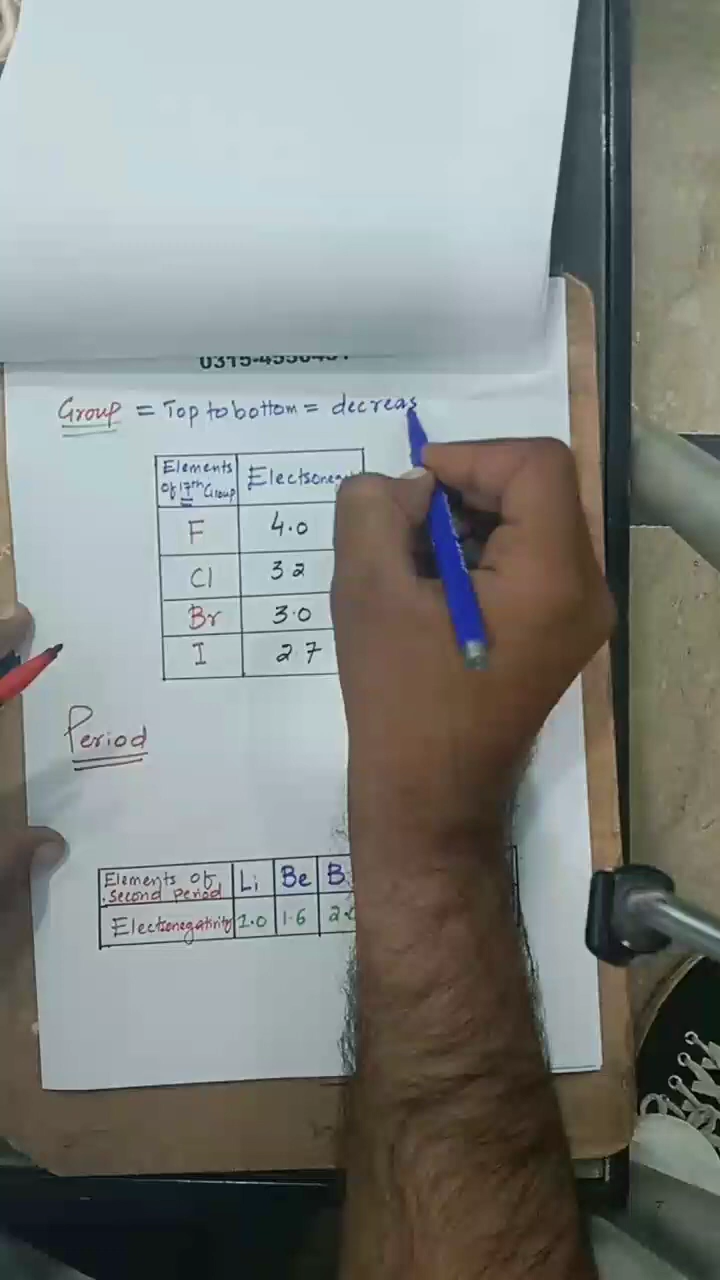 Group = Top to bottom = decreas
Elements Of 17th Group
F 4.0
Cl 3 2
Br 3.0
I 2.7
Period
Elements of second period Li Be B
Electronegativity 1.0 1.6